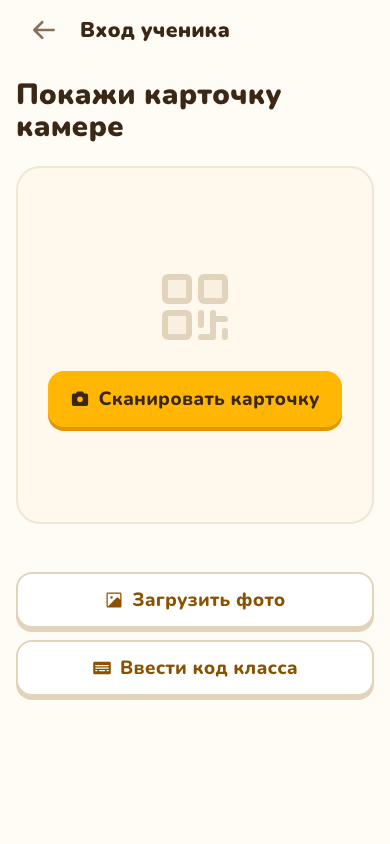 Вход ученика
Покажи карточку
камере
Сканировать карточку
Загрузить фото
Ввести код класса